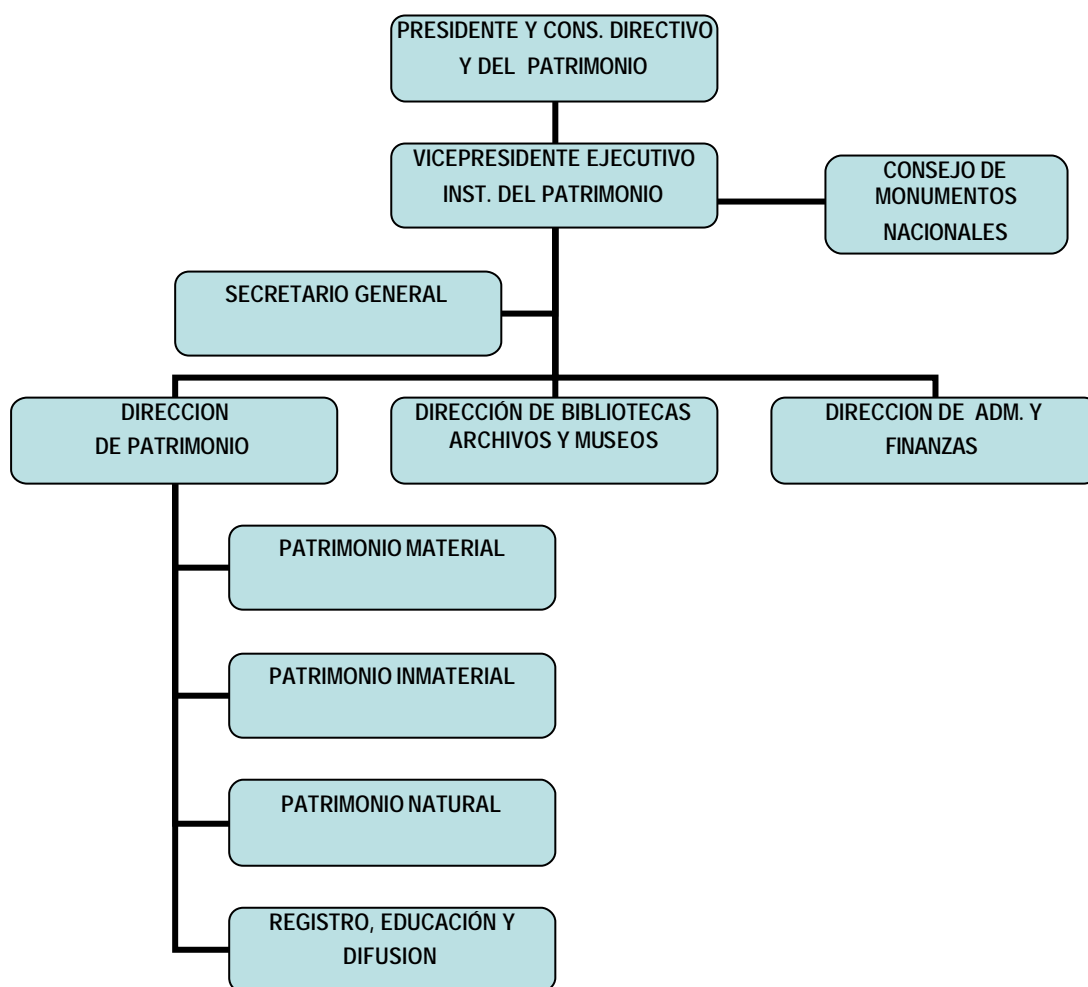 PRESIDENTE Y CONS. DIRECTIVO
Y DEL PATRIMONIO
VICEPRESIDENTE EJECUTIVO
INST. DEL PATRIMONIO
CONSEJO DE
MONUMENTOS
NACIONALES
SECRETARIO GENERAL
DIRECCION
DE PATRIMONIO
DIRECCIÓN DE BIBLIOTECAS
ARCHIVOS Y MUSEOS
DIRECCION DE ADM. Y
FINANZAS
PATRIMONIO MATERIAL
PATRIMONIO INMATERIAL
PATRIMONIO NATURAL
REGISTRO, EDUCACIÓN Y
DIFUSION